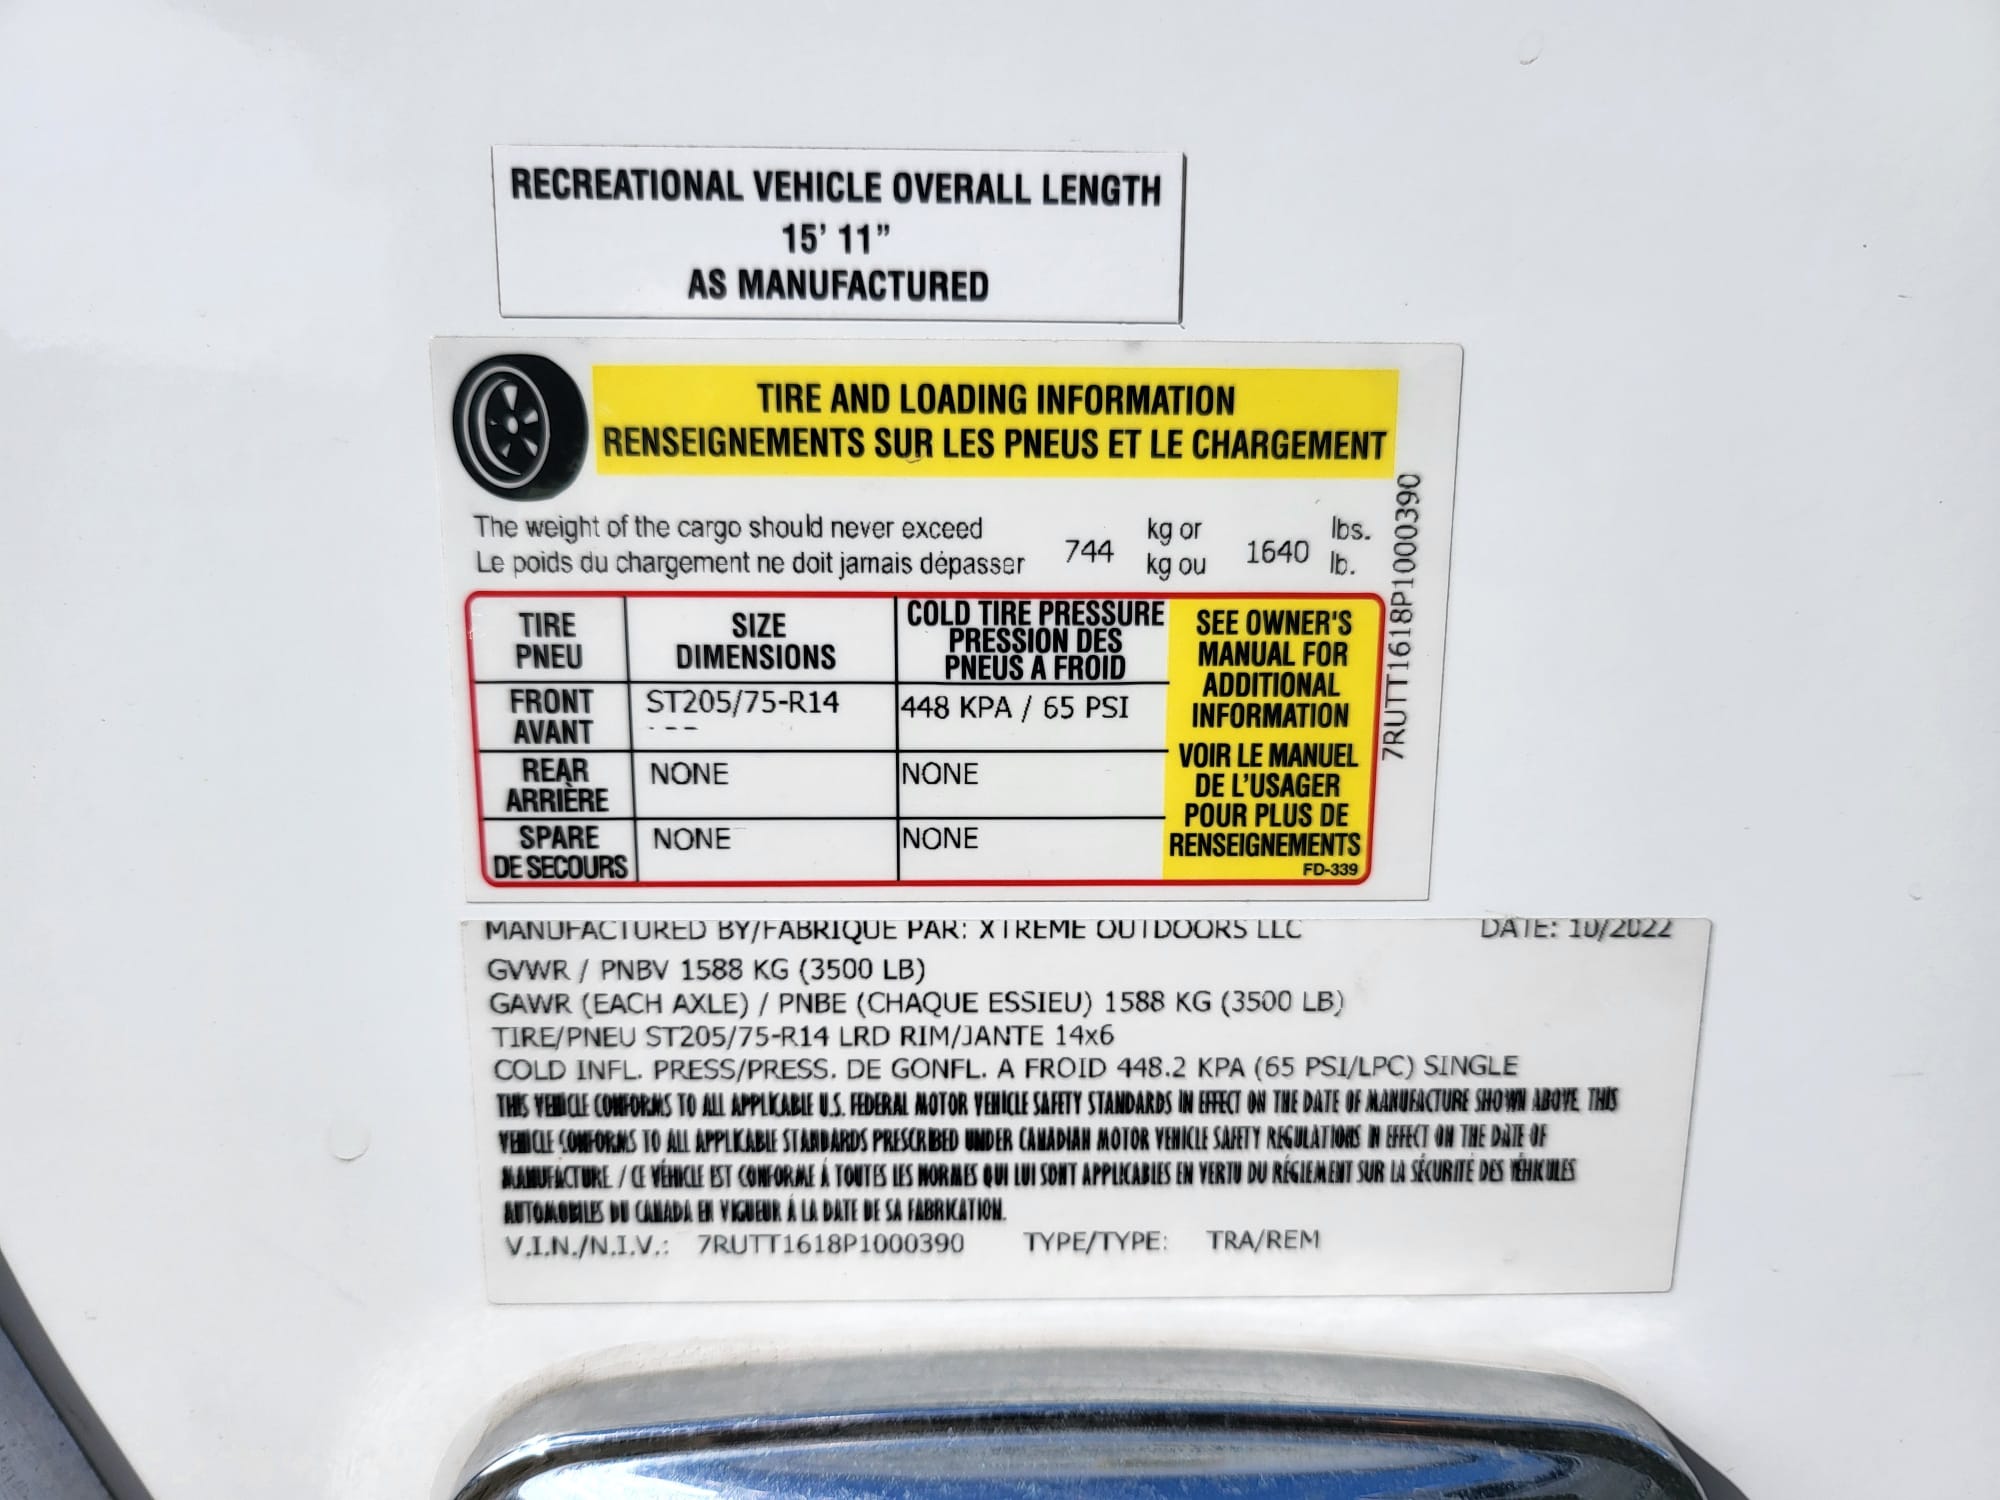 RECREATIONAL VEHICLE OVERALL LENGTH
15' 11”
AS MANUFACTURED
TIRE AND LOADING INFORMATION
RENSEIGNEMENTS SUR LES PNEUS ET LE CHARGEMENT
The weight of the cargo should never exceed 744 kg or 1640 lbs.
Le poids du chargement ne doit jamais dépasser kg ou lb.
7RUTT1618P1000390
TIRE
PNEU
SIZE
DIMENSIONS
COLD TIRE PRESSURE
PRESSION DES
PNEUS A FROID
FRONT
AVANT
ST205/75-R14
448 KPA / 65 PSI
REAR
ARRIÈRE
NONE
NONE
SPARE
DE SECOURS
NONE
NONE
SEE OWNER'S
MANUAL FOR
ADDITIONAL
INFORMATION
VOIR LE MANUEL
DE L'USAGER
POUR PLUS DE
RENSEIGNEMENTS
FD-339
MANUFACTURED BY/FABRIQUE PAR: XTREME OUTDOORS LLC DATE: 10/2022
GVWR / PNBV 1588 KG (3500 LB)
GAWR (EACH AXLE) / PNBE (CHAQUE ESSIEU) 1588 KG (3500 LB)
TIRE/PNEU ST205/75-R14 LRD RIM/JANTE 14x6
COLD INFL. PRESS/PRESS. DE GONFL. A FROID 448.2 KPA (65 PSI/LPC) SINGLE
THIS VEHICLE CONFORMS TO ALL APPLICABLE U.S. FEDERAL MOTOR VEHICLE SAFETY STANDARDS IN EFFECT ON THE DATE OF MANUFACTURE SHOWN ABOVE. THIS
VEHICLE CONFORMS TO ALL APPLICABLE STANDARDS PRESCRIBED UNDER CANADIAN MOTOR VEHICLE SAFETY REGULATIONS IN EFFECT ON THE DATE OF
MANUFACTURE. / CE VÉHICLE EST CONFORME À TOUTES LES NORMES QUI LUI SONT APPLICABLES EN VERTU DU RÉGLEMENT SUR LA SÉCURITÉ DES VÉHICULES
AUTOMOBILES DU CANADA EN VIGUEUR À LA DATE DE SA FABRICATION.
V.I.N./N.I.V.: 7RUTT1618P1000390 TYPE/TYPE: TRA/REM